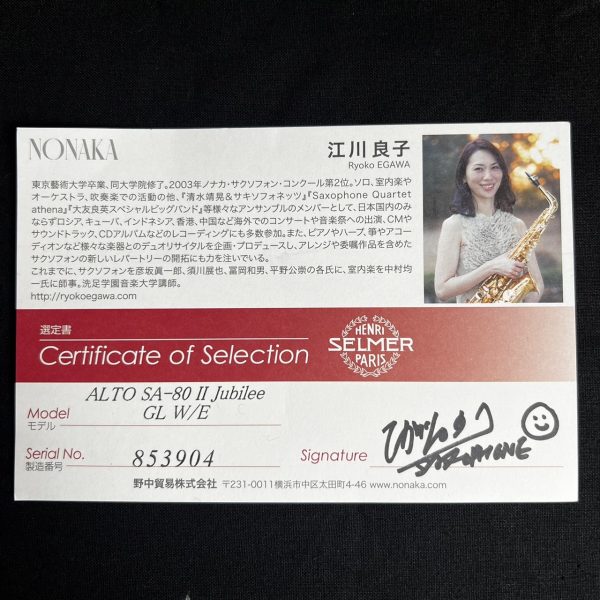 NONAKA
江川 良子
Ryoko EGAWA
東京藝術大学卒業、同大学院修了。2003年ノナカ・サクソフォン・コンクール第2位。ソロ、室内楽や
オーケストラ、吹奏楽での活動の他、『清水靖晃&サキソフォネッツ』『Saxophone Quartet
athena』『大友良英スペシャルビッグバンド』等様々なアンサンブルのメンバーとして、日本国内のみ
ならずロシア、キューバ、インドネシア、香港、中国など海外でのコンサートや音楽祭への出演、CMや
サウンドトラック、CDアルバムなどのレコーディングにも多数参加。また、ピアノやハープ、箏やアコー
ディオンなど様々な楽器とのデュオリサイタルを企画・プロデュースし、アレンジや委嘱作品を含めた
サクソフォンの新しいレパートリーの開拓にも力を注いでいる。
これまでに、サクソフォンを彦坂眞一郎、須川展也、冨岡和男、平野公崇の各氏に、室内楽を中村均
一氏に師事。洗足学園音楽大学講師。
http://ryokoegawa.com
選定書
Certificate of Selection
HENRI
SELMER
PARIS
ALTO SA-80 II Jubilee
Model
GL W/E
モデル
Serial No.
853904
製造番号
Signature
野中貿易株式会社 〒231-0011横浜市中区太田町4-46 www.nonaka.com